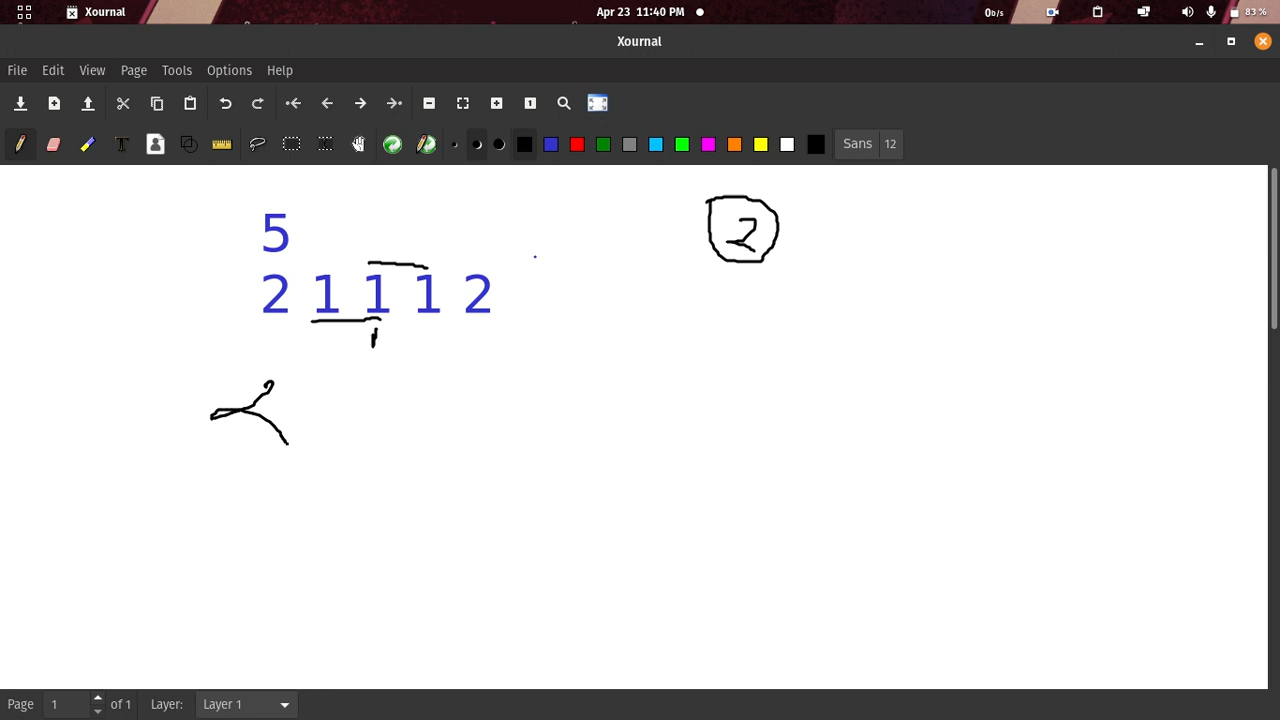 Xournal
Apr 23 11:40 PM
0b/s
83 %
Xournal
File Edit View Page Tools Options Help
Sans 12
5
2 1 1 1 2
2
1
Page 1 of 1 Layer: Layer 1